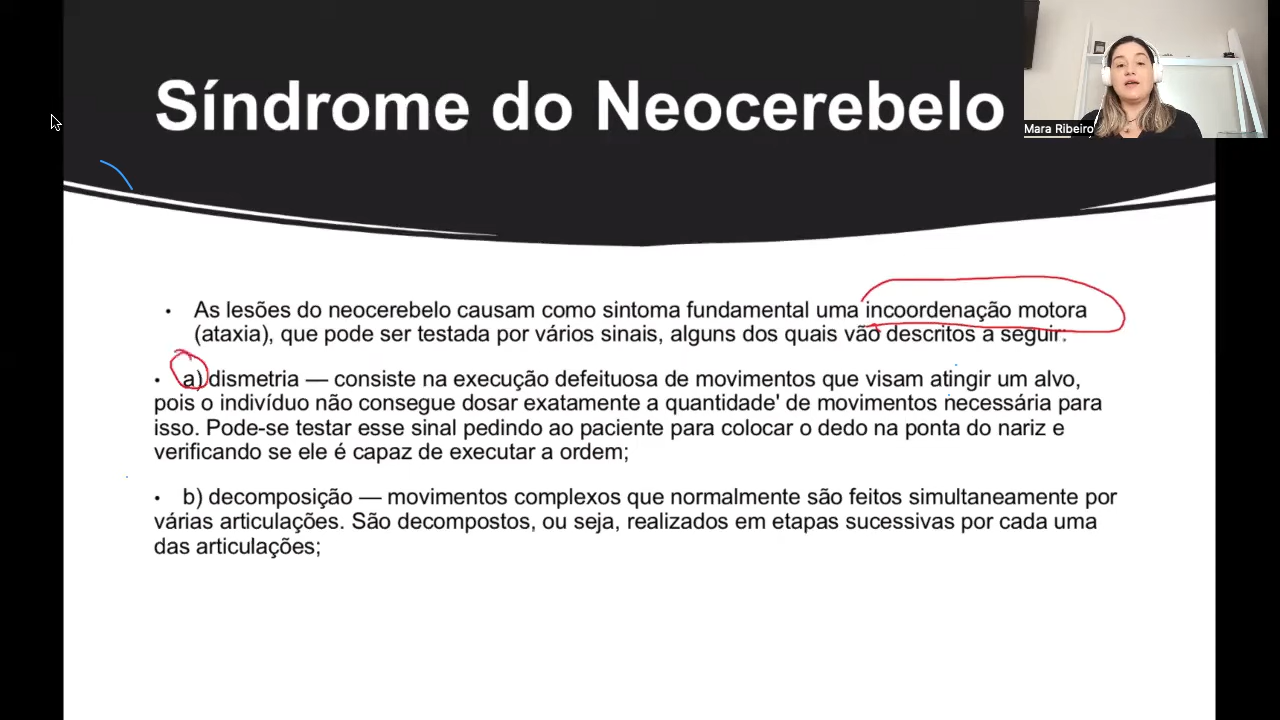 Síndrome do Neocerebelo
Mara Ribeiro
• As lesões do neocerebelo causam como sintoma fundamental uma incoordenação motora
(ataxia), que pode ser testada por vários sinais, alguns dos quais vão descritos a seguir:
• a) dismetria — consiste na execução defeituosa de movimentos que visam atingir um alvo,
pois o indivíduo não consegue dosar exatamente a quantidade' de movimentos necessária para
isso. Pode-se testar esse sinal pedindo ao paciente para colocar o dedo na ponta do nariz e
verificando se ele é capaz de executar a ordem;
• b) decomposição — movimentos complexos que normalmente são feitos simultaneamente por
várias articulações. São decompostos, ou seja, realizados em etapas sucessivas por cada uma
das articulações;